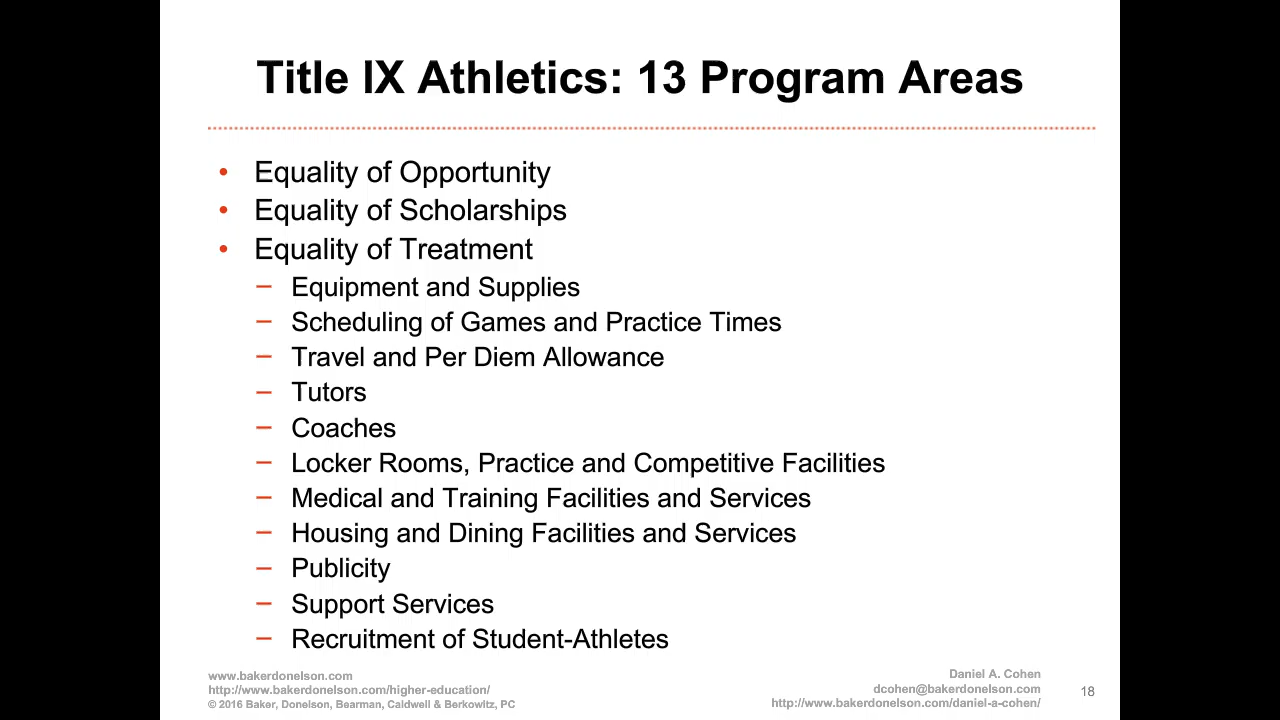 Title IX Athletics: 13 Program Areas
• Equality of Opportunity
• Equality of Scholarships
• Equality of Treatment
– Equipment and Supplies
– Scheduling of Games and Practice Times
– Travel and Per Diem Allowance
– Tutors
– Coaches
– Locker Rooms, Practice and Competitive Facilities
– Medical and Training Facilities and Services
– Housing and Dining Facilities and Services
– Publicity
– Support Services
– Recruitment of Student-Athletes
www.bakerdonelson.com
http://www.bakerdonelson.com/higher-education/
© 2016 Baker, Donelson, Bearman, Caldwell & Berkowitz, PC
Daniel A. Cohen
dcohen@bakerdonelson.com
http://www.bakerdonelson.com/daniel-a-cohen/
18